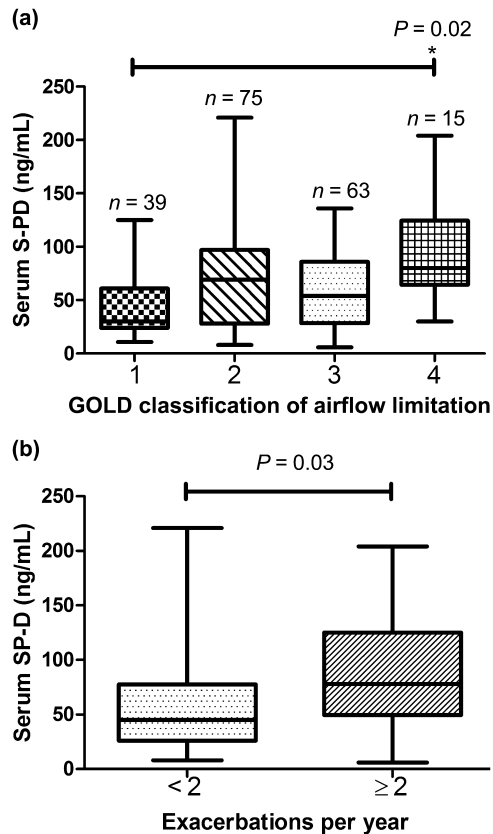 (a)
P = 0.02
*
250
200
150
100
50
0
Serum S-PD (ng/mL)
n = 39
n = 75
n = 63
n = 15
1 2 3 4
GOLD classification of airflow limitation
(b)
P = 0.03
250
200
150
100
50
0
Serum SP-D (ng/mL)
< 2 ≥ 2
Exacerbations per year